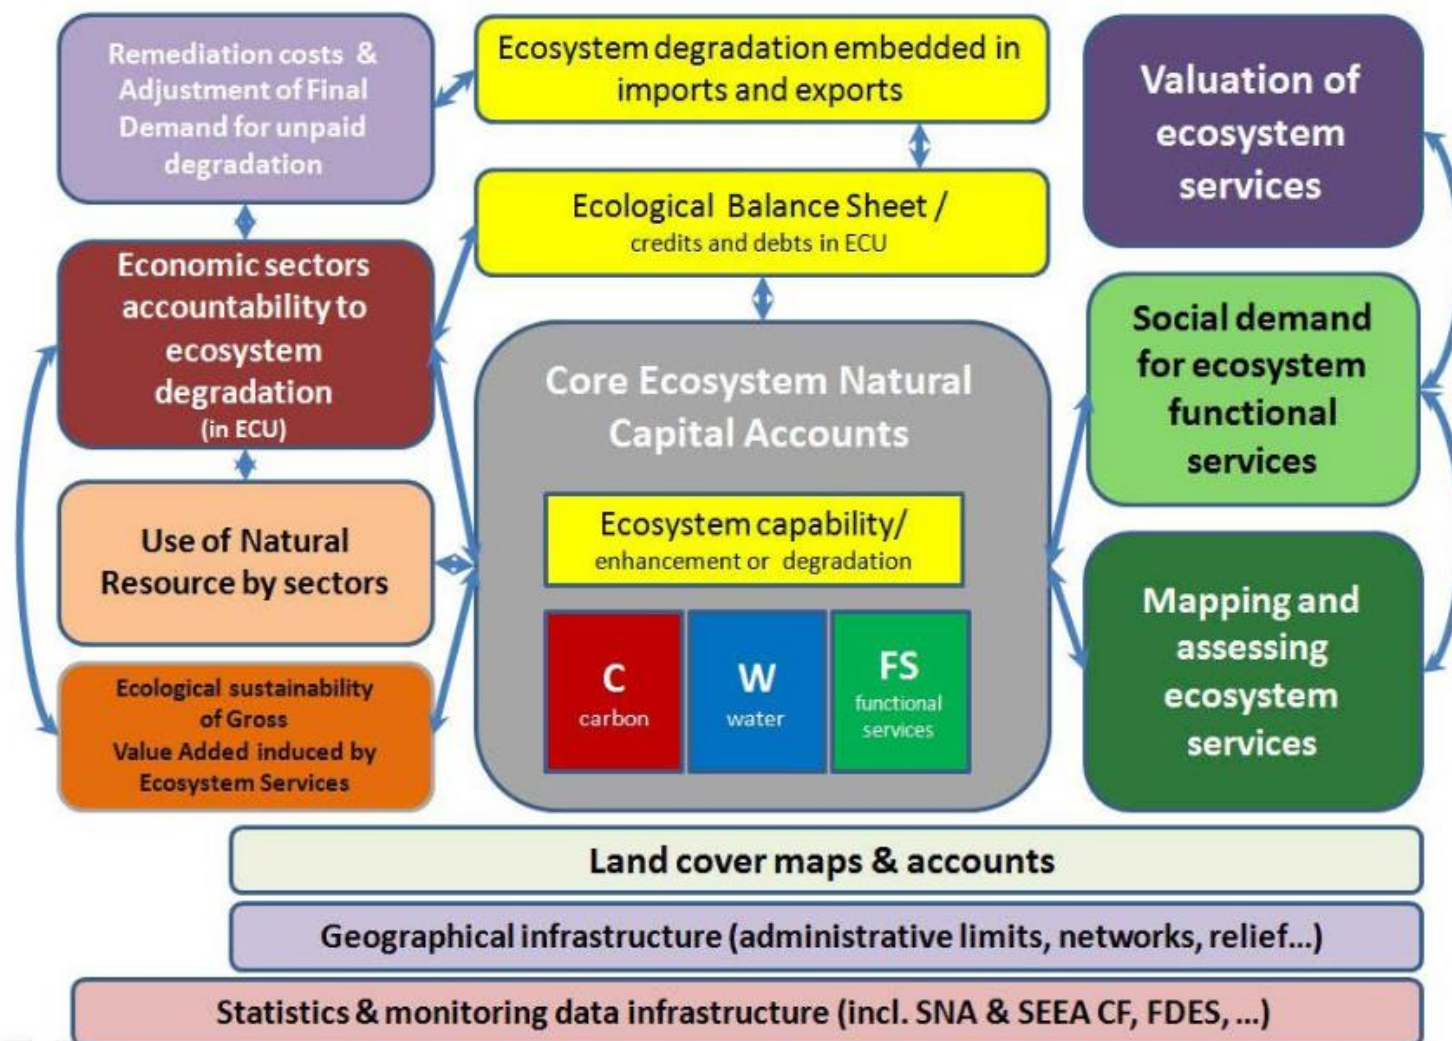 Remediation costs &
Adjustment of Final
Demand for unpaid
degradation
Ecosystem degradation embedded in
imports and exports
Valuation of
ecosystem
services
Ecological Balance Sheet /
credits and debts in ECU
Economic sectors
accountability to
ecosystem
degradation
(in ECU)
Social demand
for ecosystem
functional
services
Core Ecosystem Natural
Capital Accounts
Ecosystem capability/
enhancement or degradation
C
carbon
W
water
FS
functional
services
Use of Natural
Resource by sectors
Mapping and
assessing
ecosystem
services
Ecological sustainability
of Gross
Value Added induced by
Ecosystem Services
Land cover maps & accounts
Geographical infrastructure (administrative limits, networks, relief...)
Statistics & monitoring data infrastructure (incl. SNA & SEEA CF, FDES, ...)